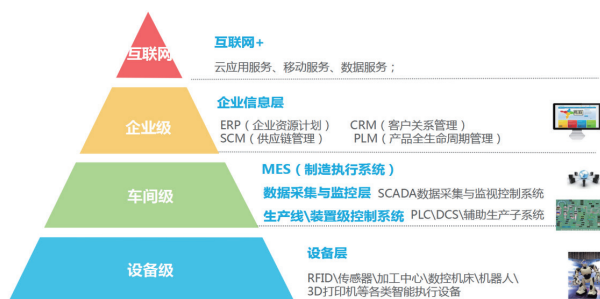 互联网
互联网+
云应用服务、移动服务、数据服务；
企业级
企业信息层
ERP（企业资源计划） CRM（客户关系管理）
SCM（供应链管理） PLM（产品全生命周期管理）
车间级
MES（制造执行系统）
数据采集与监控层 SCADA数据采集与监视控制系统
生产线\装置级控制系统 PLC\DCS\辅助生产子系统
设备级
设备层
RFID\传感器\加工中心\数控机床\机器人\
3D打印机等各类智能执行设备